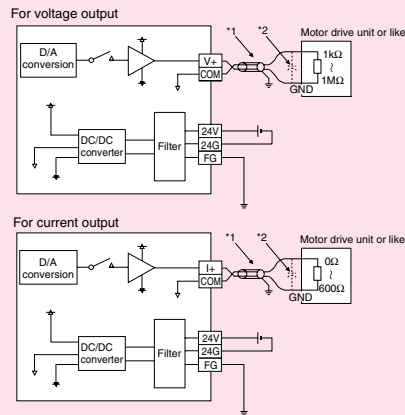 For voltage output
*1 *2 Motor drive unit or like
D/A
conversion
V+
COM
1kΩ
~
1MΩ
GND
DC/DC
converter
Filter
24V
24G
FG
For current output
*1 *2 Motor drive unit or like
D/A
conversion
I+
COM
0Ω
~
600Ω
GND
DC/DC
converter
Filter
24V
24G
FG